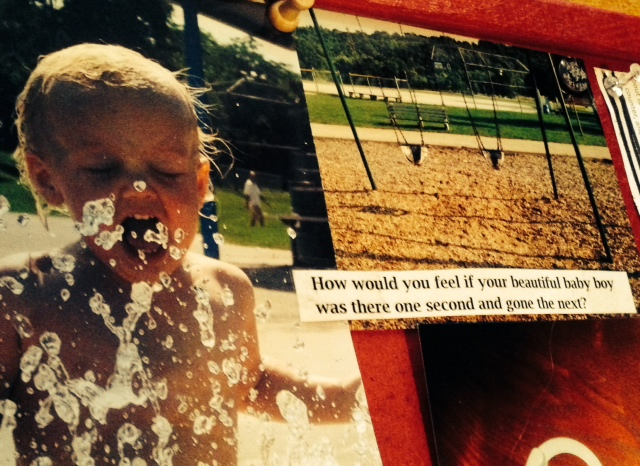 How would you feel if your beautiful baby boy
was there one second and gone the next?